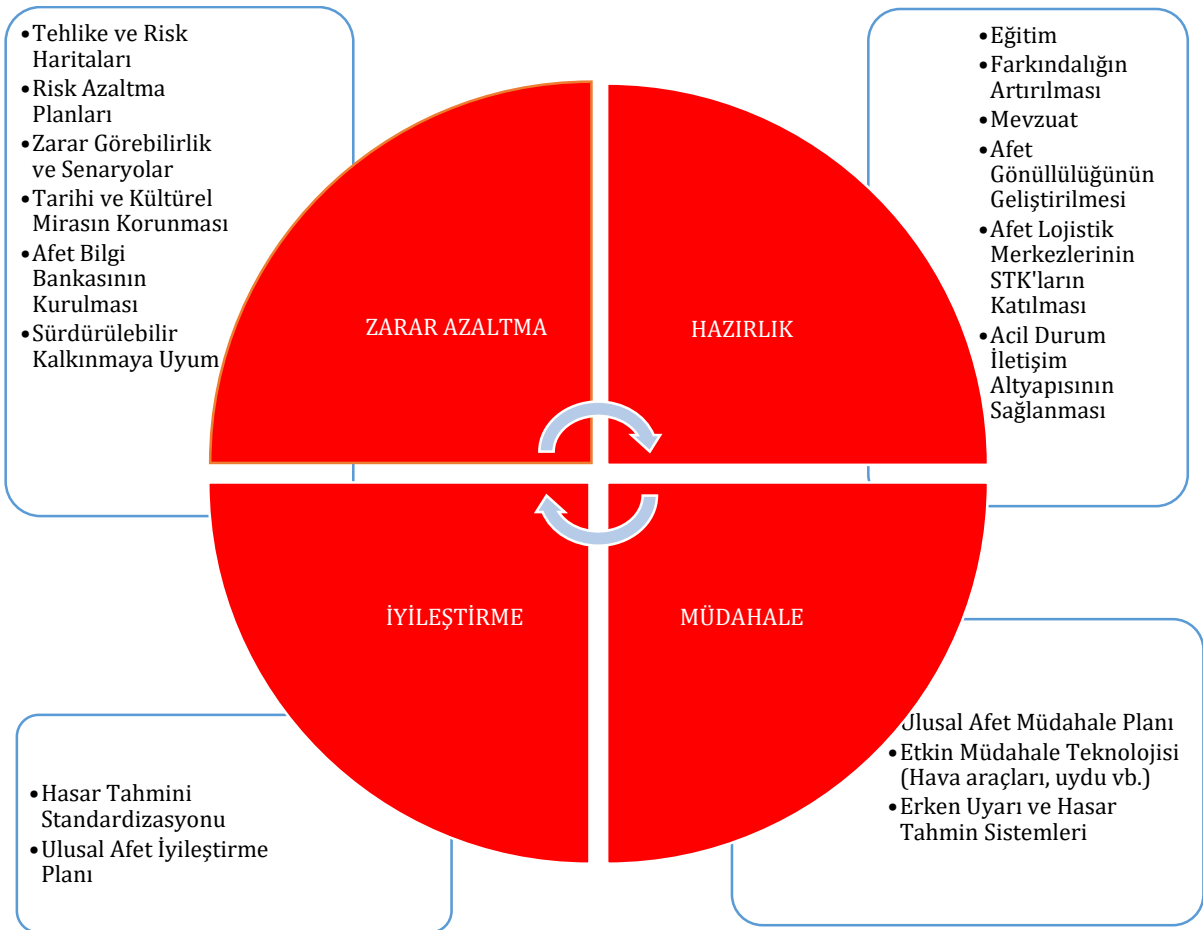 •Tehlike ve Risk
Haritaları
•Risk Azaltma
Planları
•Zarar Görebilirlik
ve Senaryolar
•Tarihi ve Kültürel
Mirasın Korunması
•Afet Bilgi
Bankasının
Kurulması
•Sürdürülebilir
Kalkınmaya Uyum
•Eğitim
•Farkındalığın
Artırılması
•Mevzuat
•Afet
Gönüllülüğünün
Geliştirilmesi
•Afet Lojistik
Merkezlerinin
STK'ların
Katılması
•Acil Durum
İletişim
Altyapısının
Sağlanması
ZARAR AZALTMA
HAZIRLIK
İYİLEŞTİRME
MÜDAHALE
•Hasar Tahmini
Standardizasyonu
•Ulusal Afet İyileştirme
Planı
Ulusal Afet Müdahale Planı
•Etkin Müdahale Teknolojisi
(Hava araçları, uydu vb.)
•Erken Uyarı ve Hasar
Tahmin Sistemleri